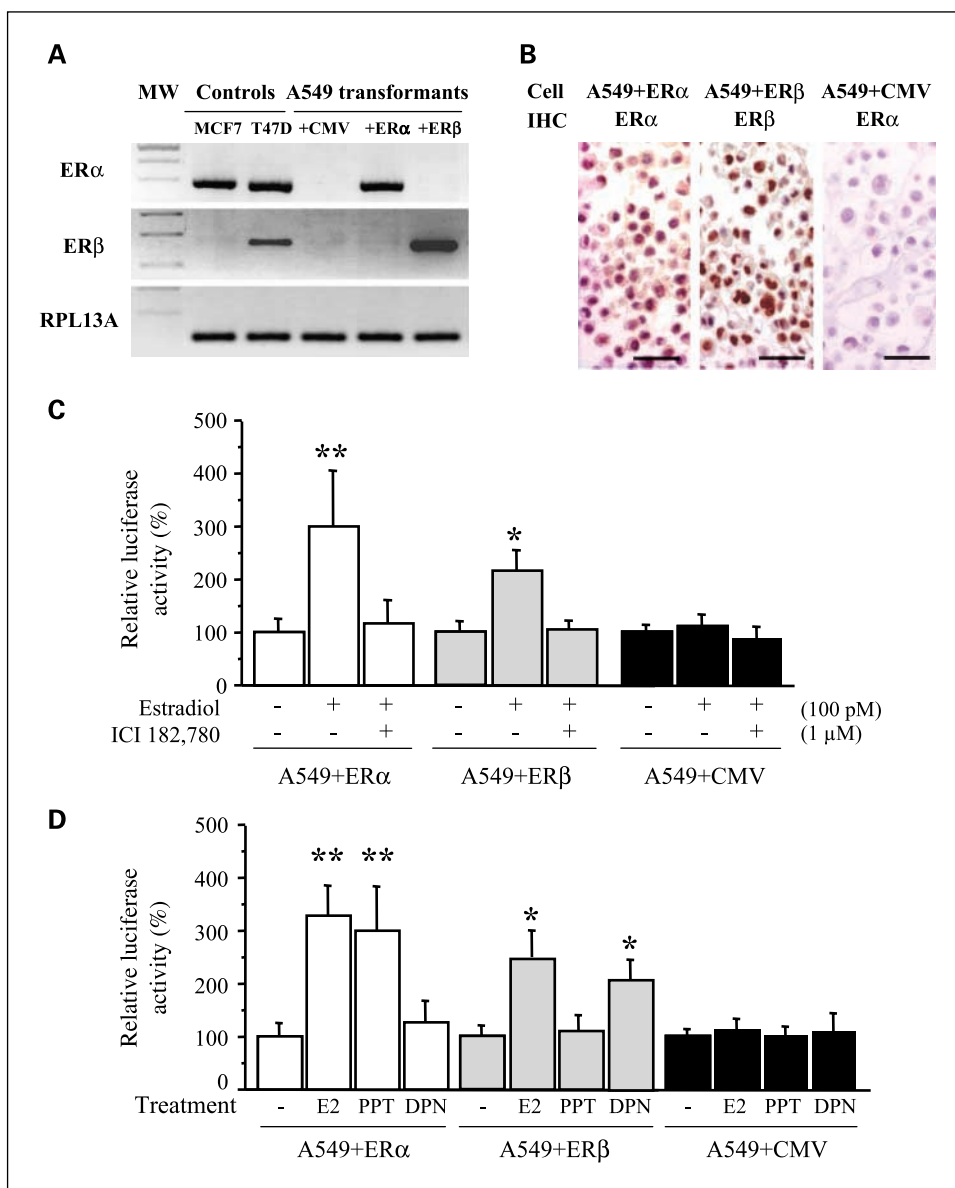 A
MW Controls A549 transformants
MCF7 T47D +CMV +ERα +ERβ
ERα
ERβ
RPL13A
B
Cell A549+ERα A549+ERβ A549+CMV
IHC ERα ERβ ERα
C
Relative luciferase
activity (%)
500
400
300
200
100
0
** *
Estradiol - + + - + + - + + (100 pM)
ICI 182,780 - - + - - + - - + (1 μM)
A549+ERα A549+ERβ A549+CMV
D
Relative luciferase
activity (%)
500
400
300
200
100
0
** ** * *
Treatment - E2 PPT DPN - E2 PPT DPN - E2 PPT DPN
A549+ERα A549+ERβ A549+CMV